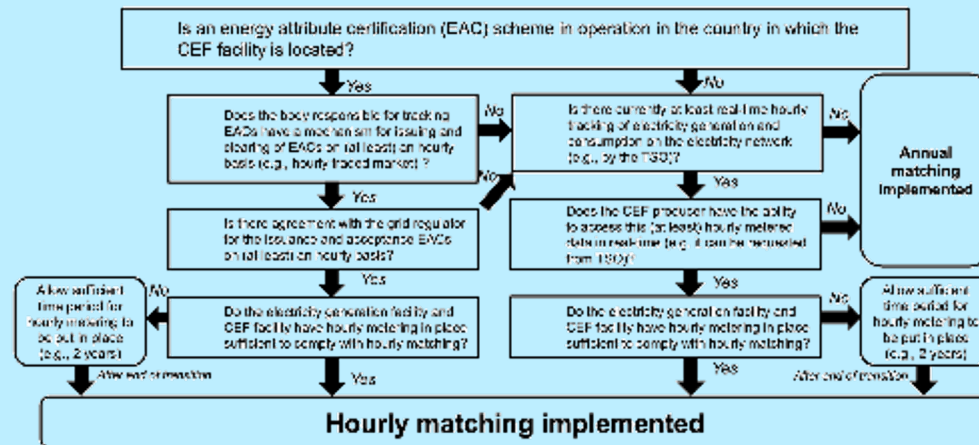 Is an energy attribute certification (EAC) scheme in operation in the country in which the
CEF facility is located?
Yes
No
Does the body responsible for tracking
EACs have a mechanism for issuing and
clearing of EACs on (at least) an hourly
basis (e.g., hourly traded market) ?
No
Is there currently at least real-time hourly
tracking of electricity generation and
consumption on the electricity network
(e.g., by the TSO)?
No
Annual
matching
implemented
Yes
No
Yes
Is there agreement with the grid regulator
for the issuance and acceptance EACs
on (at least) an hourly basis?
Does the CEF producer have the ability
to access this (at least) hourly metered
data in real-time (e.g. it can be requested
from TSO)?
No
Yes
Yes
Allow sufficient
time period for
hourly metering to
be put in place
(e.g., 2 years)
No
Do the electricity generation facility and
CEF facility have hourly metering in place
sufficient to comply with hourly matching?
Do the electricity generation facility and
CEF facility have hourly metering in place
sufficient to comply with hourly matching?
No
Allow sufficient
time period for
hourly metering to
be put in place
(e.g., 2 years)
After end of transition
Yes
Yes
After end of transition
Hourly matching implemented